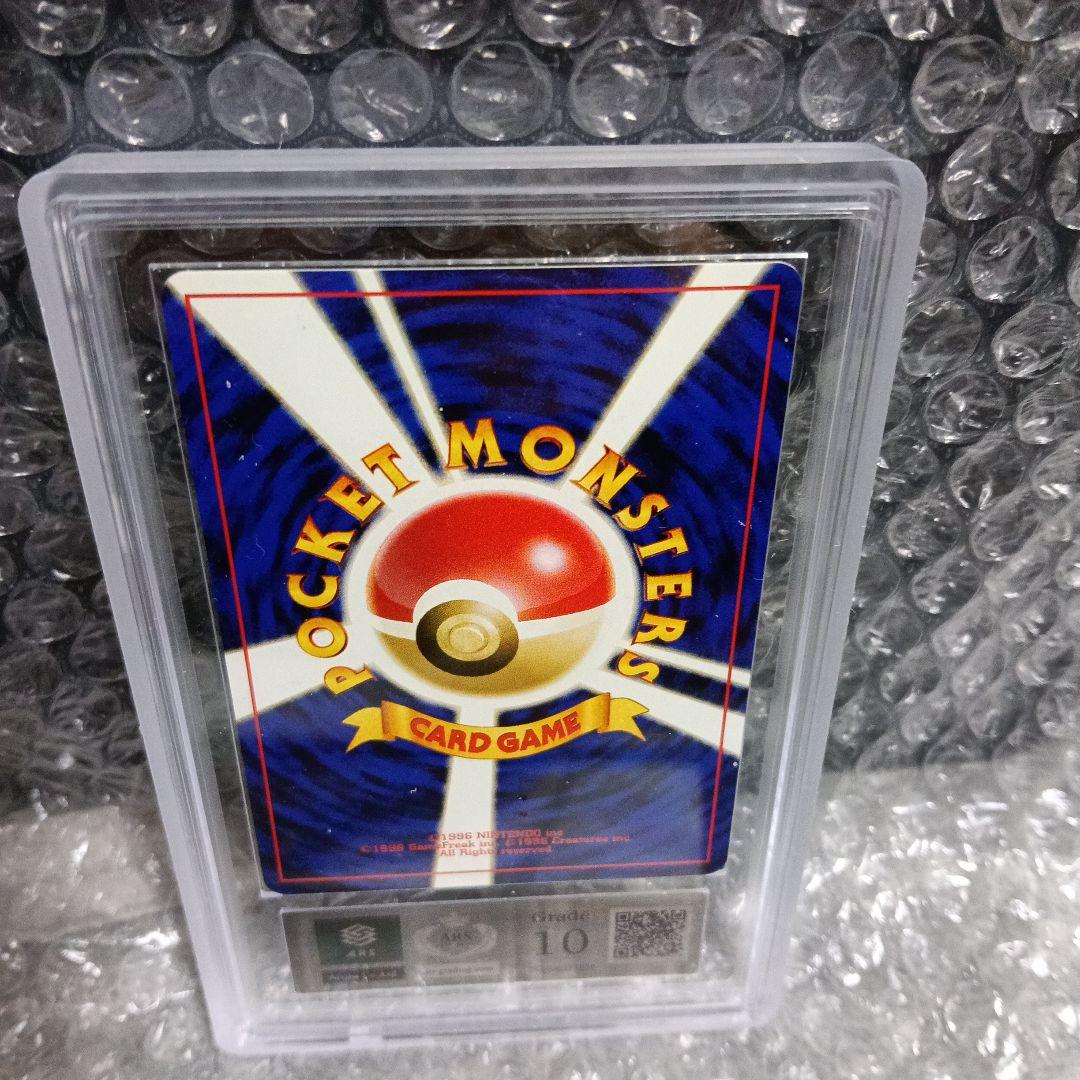 POCKET MONSTERS
CARD GAME
©1996 NINTENDO inc
©1996 GameFreak inc ©1996 Creatures inc
All Rights reserved
ARS
ARS
Grade
10